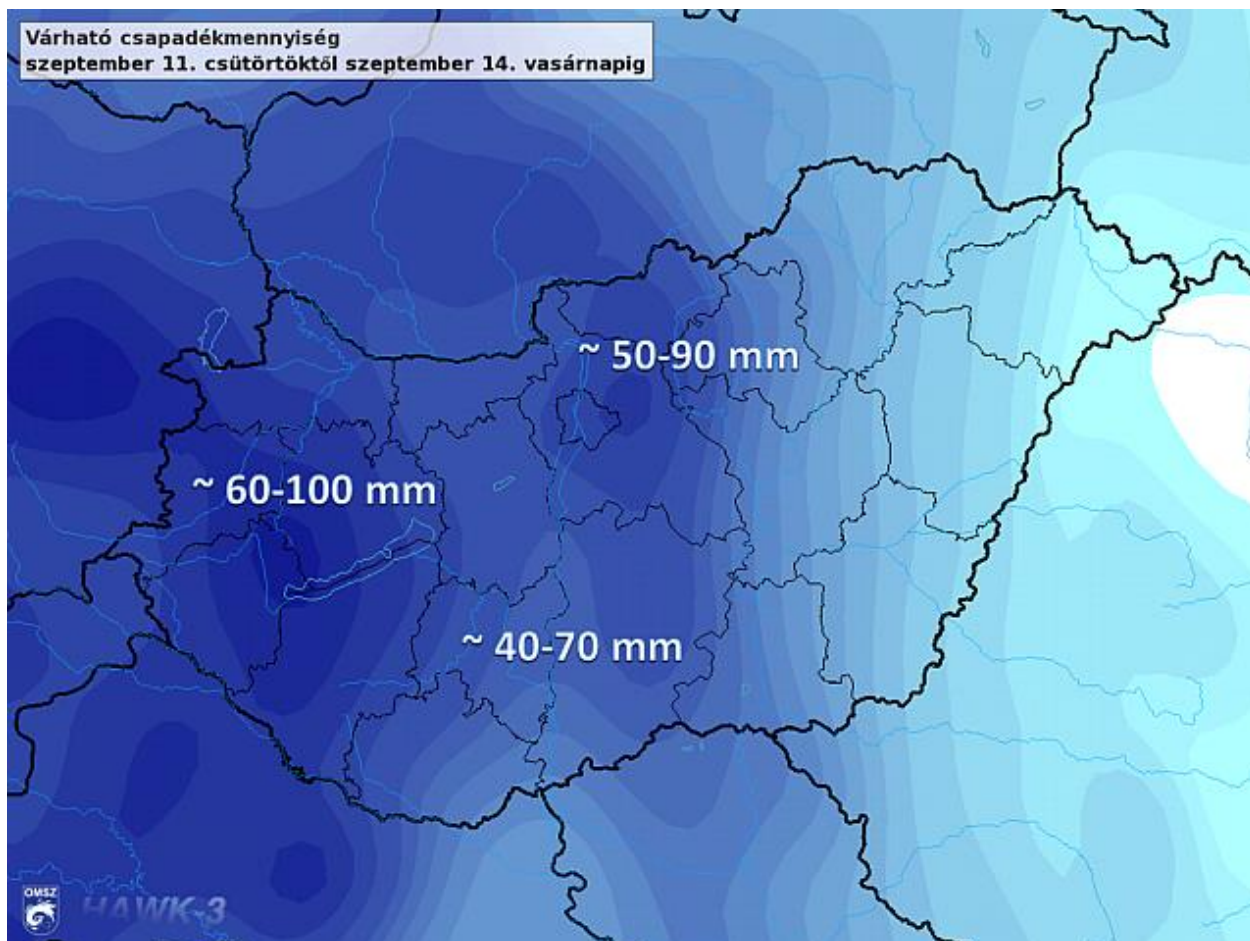 Várható csapadékmennyiség
szeptember 11. csütörtöktől szeptember 14. vasárnapig
~ 50-90 mm
~ 60-100 mm
~ 40-70 mm
OMSZ
HAWK-3